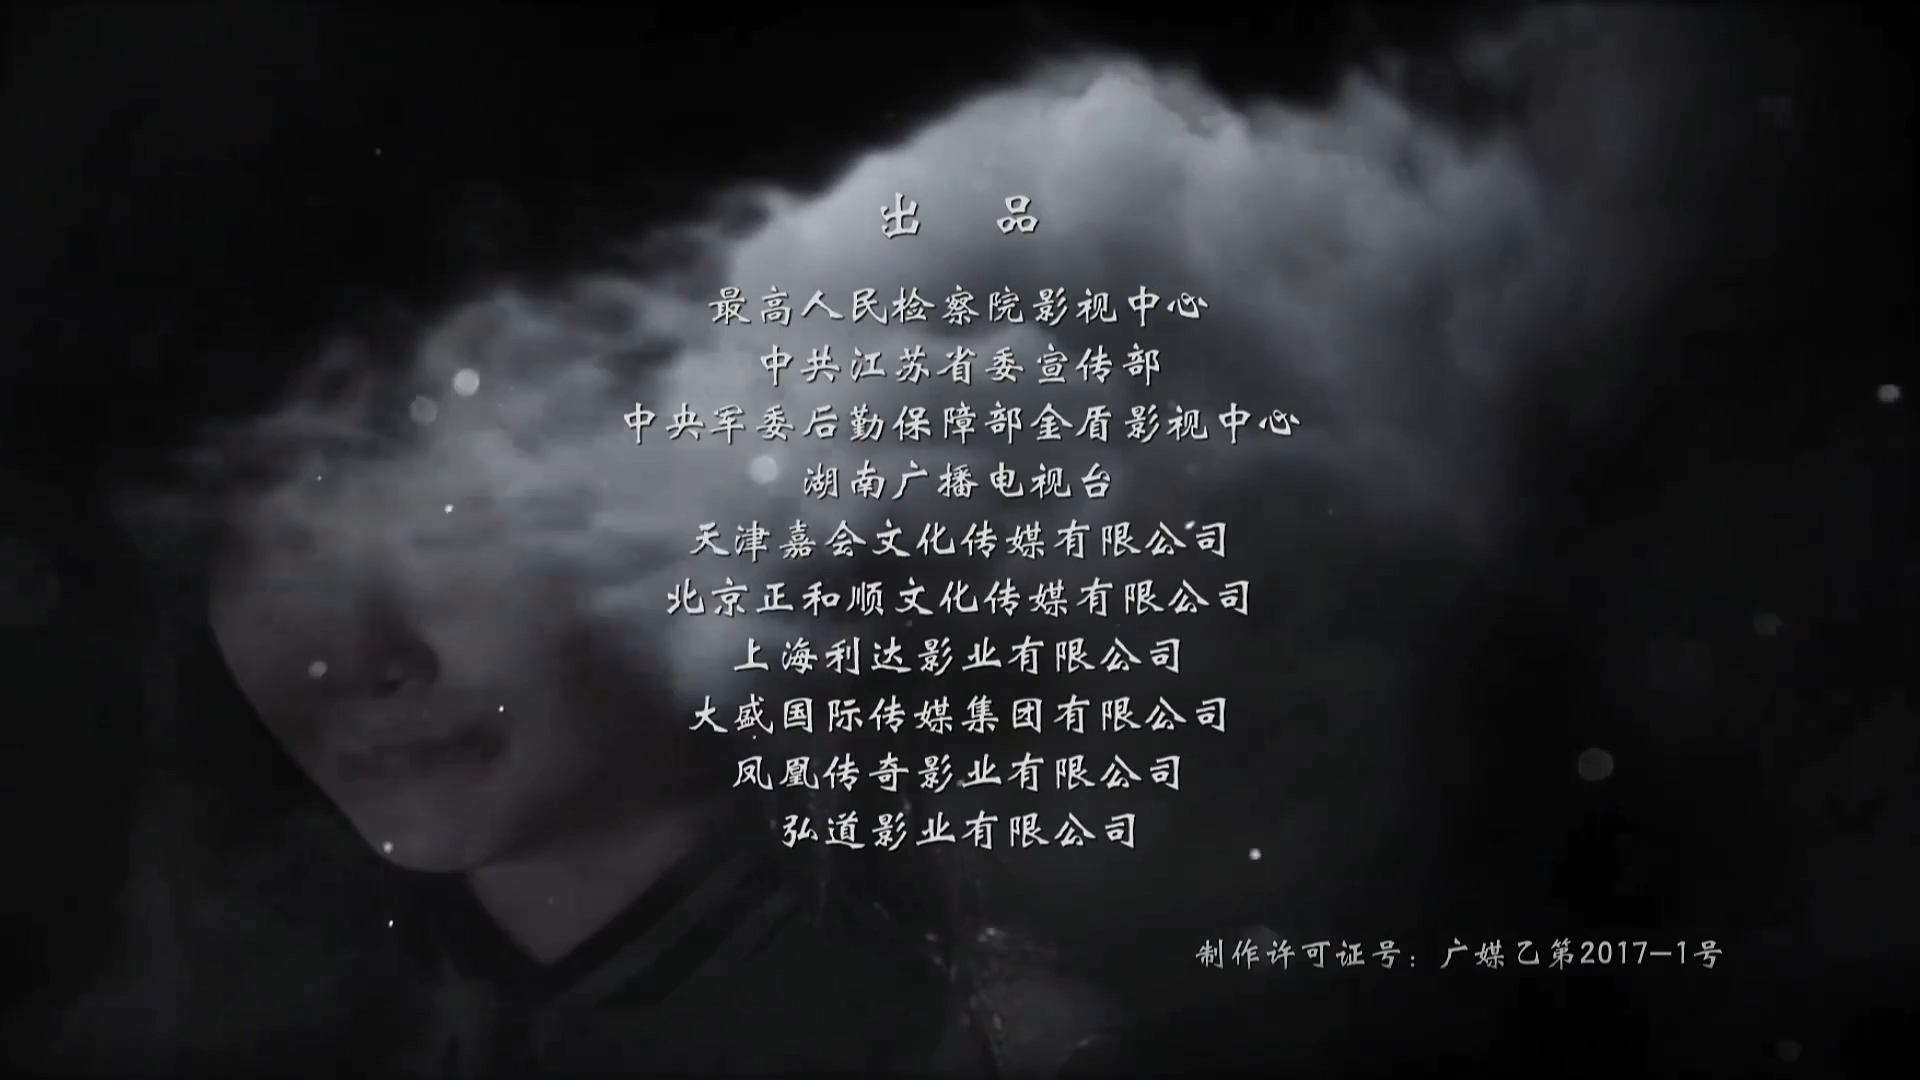 出 品
最高人民检察院影视中心
中共江苏省委宣传部
中央军委后勤保障部金盾影视中心
湖南广播电视台
天津嘉会文化传媒有限公司
北京正和顺文化传媒有限公司
上海利达影业有限公司
大盛国际传媒集团有限公司
凤凰传奇影业有限公司
弘道影业有限公司
制作许可证号：广媒乙第2017-1号